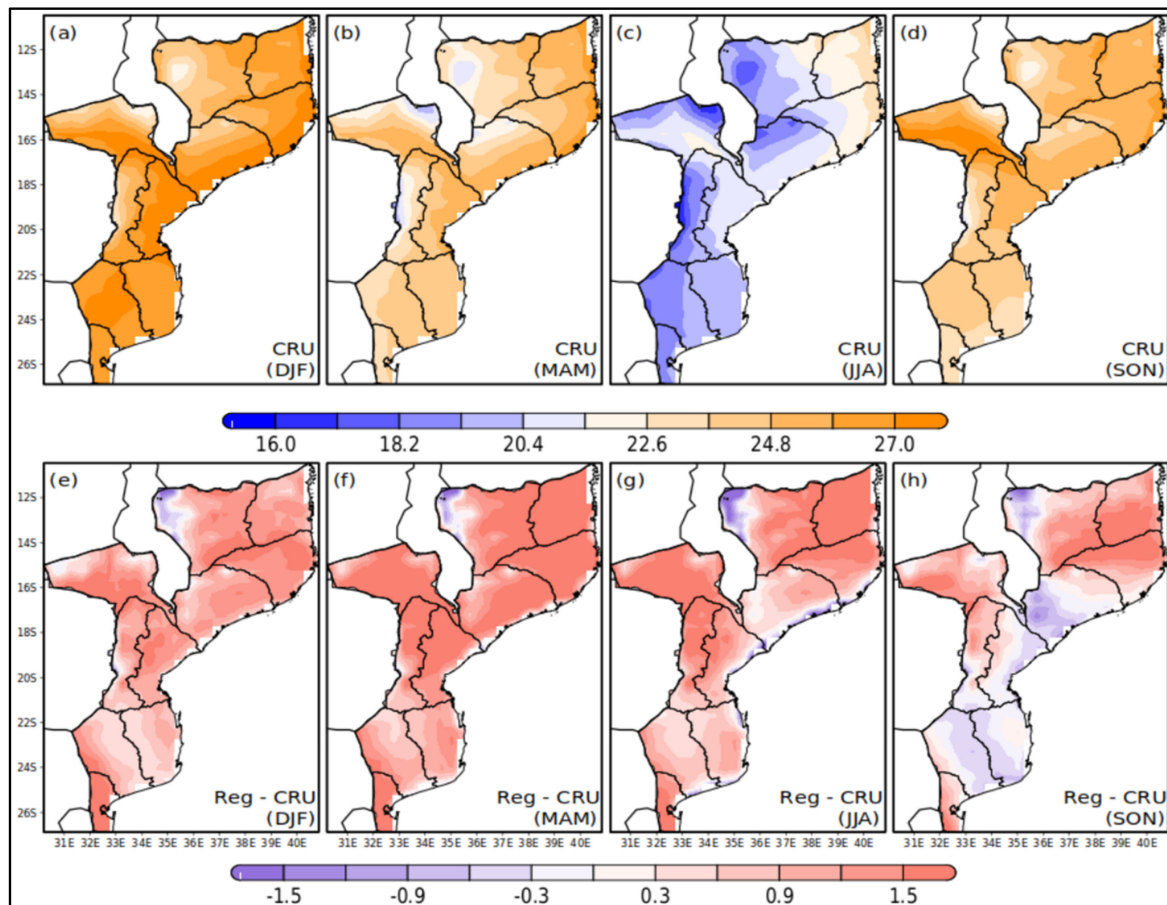 (a) (b) (c) (d)
12S
14S
16S
18S
20S
22S
24S
26S
CRU (DJF)
CRU (MAM)
CRU (JJA)
CRU (SON)
16.0 18.2 20.4 22.6 24.8 27.0
(e) (f) (g) (h)
12S
14S
16S
18S
20S
22S
24S
26S
Reg - CRU (DJF)
Reg - CRU (MAM)
Reg - CRU (JJA)
Reg - CRU (SON)
31E 32E 33E 34E 35E 36E 37E 38E 39E 40E 31E 32E 33E 34E 35E 36E 37E 38E 39E 40E 31E 32E 33E 34E 35E 36E 37E 38E 39E 40E 31E 32E 33E 34E 35E 36E 37E 38E 39E 40E
-1.5 -0.9 -0.3 0.3 0.9 1.5